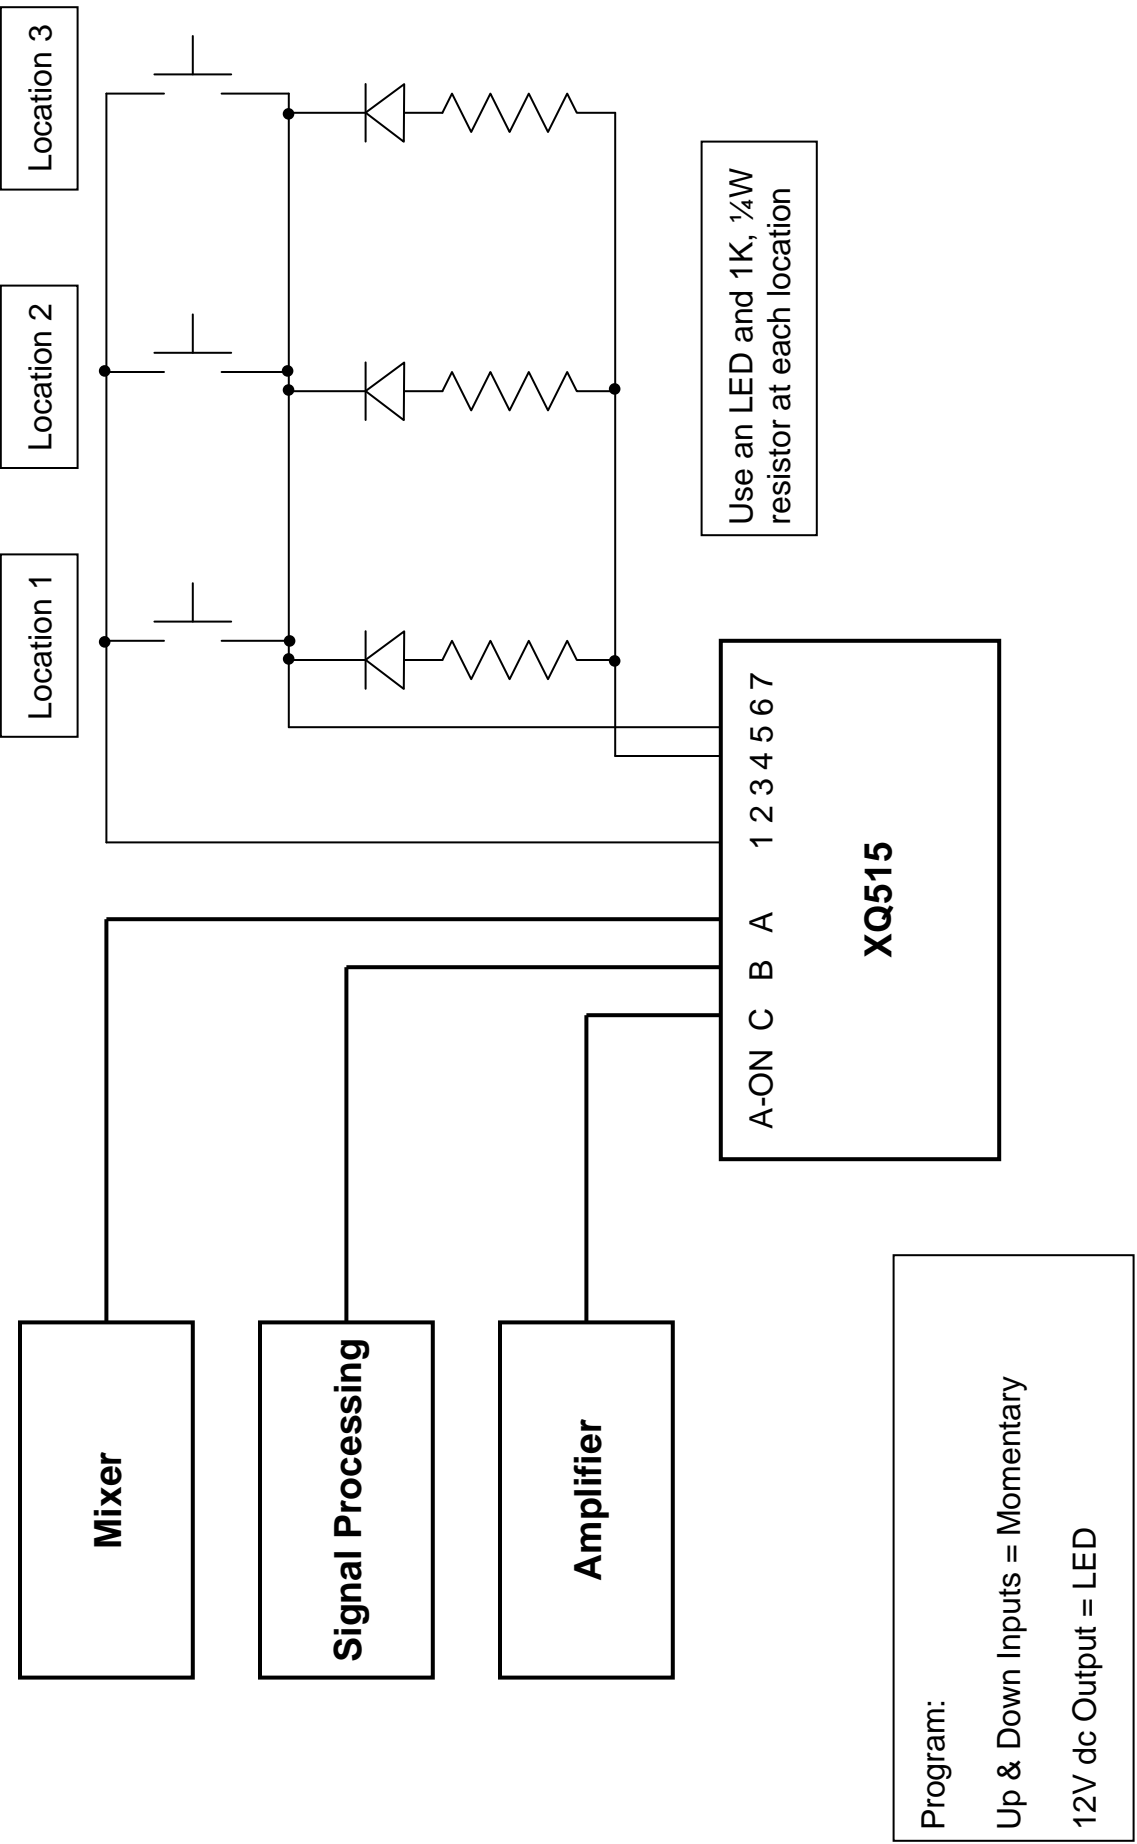 Location 1
Location 2
Location 3
Mixer
Signal Processing
Amplifier
A-ON C B A 1 2 3 4 5 6 7
XQ515
Use an LED and 1K, ¼W
resistor at each location
Program:
Up & Down Inputs = Momentary
12V dc Output = LED